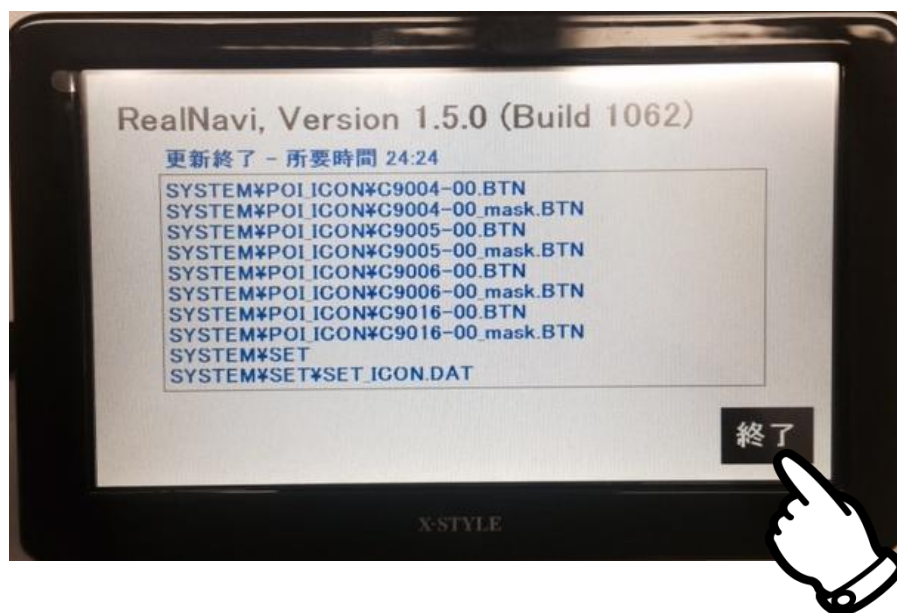 RealNavi, Version 1.5.0 (Build 1062)
更新終了 - 所要時間 24:24
SYSTEM¥POI_ICON¥C9004-00.BTN
SYSTEM¥POI_ICON¥C9004-00_mask.BTN
SYSTEM¥POI_ICON¥C9005-00.BTN
SYSTEM¥POI_ICON¥C9005-00_mask.BTN
SYSTEM¥POI_ICON¥C9006-00.BTN
SYSTEM¥POI_ICON¥C9006-00_mask.BTN
SYSTEM¥POI_ICON¥C9016-00.BTN
SYSTEM¥POI_ICON¥C9016-00_mask.BTN
SYSTEM¥SET
SYSTEM¥SET¥SET_ICON.DAT
終了
X-STYLE